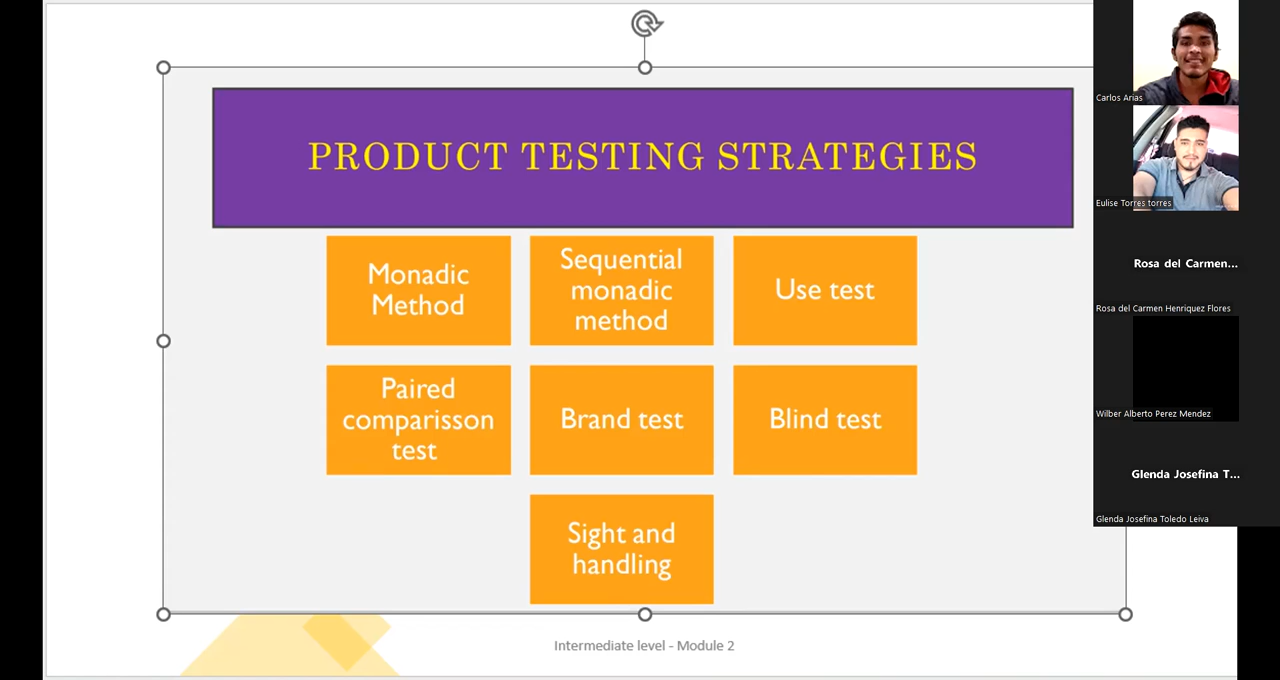 PRODUCT TESTING STRATEGIES
Monadic
Method
Sequential
monadic
method
Use test
Paired
comparisson
test
Brand test
Blind test
Sight and
handling
Intermediate level - Module 2
Carlos Arias
Eulise Torres torres
Rosa del Carmen...
Rosa del Carmen Henriquez Flores
Wilber Alberto Perez Mendez
Glenda Josefina T...
Glenda Josefina Toledo Leiva